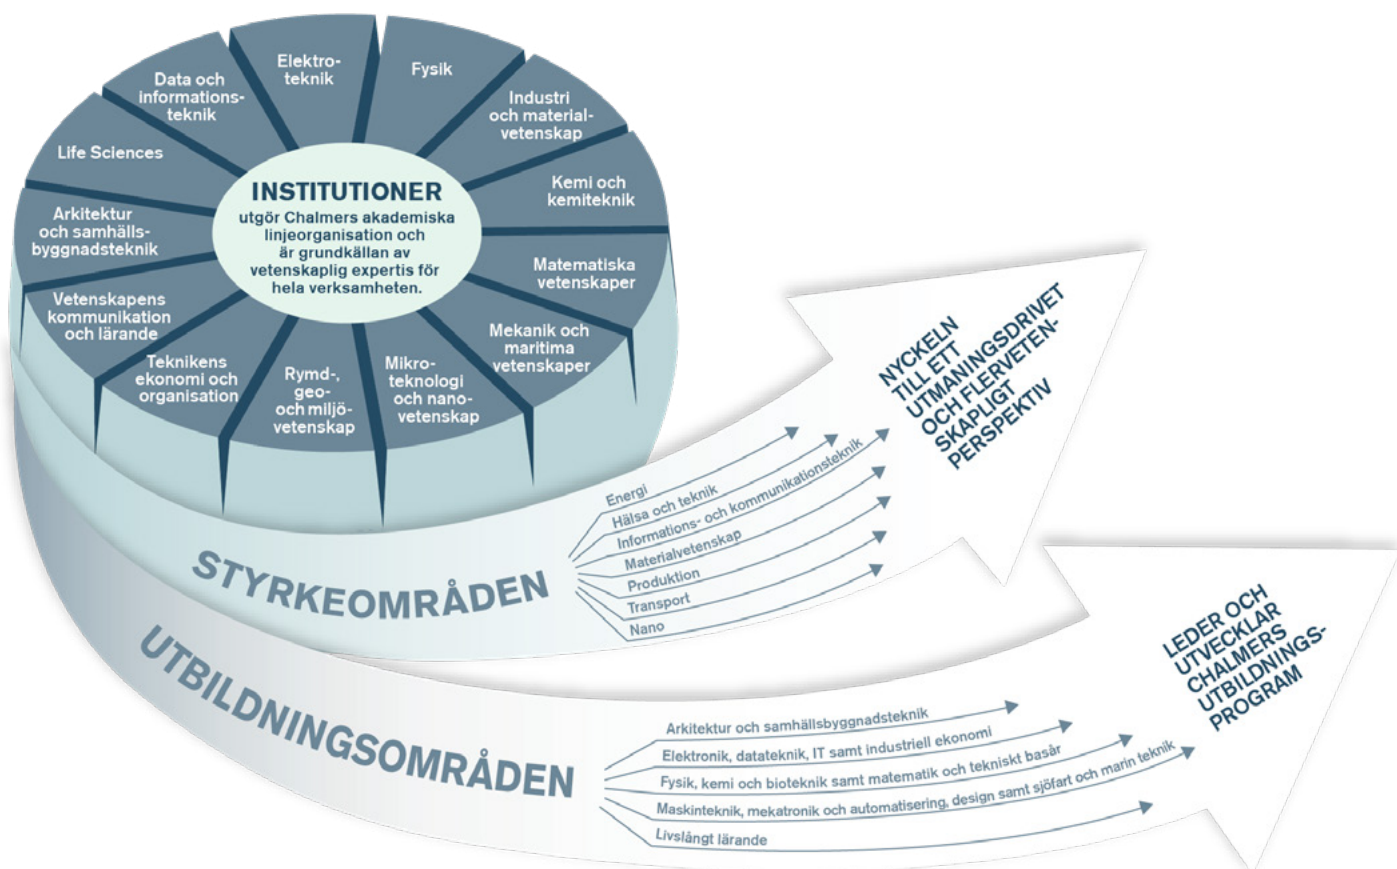 Elektro-
teknik
Fysik
Industri
och material-
vetenskap
Kemi och
kemiteknik
Matematiska
vetenskaper
Mekanik och
maritima
vetenskaper
Mikro-
teknologi
och nano-
vetenskap
Rymd-,
geo-
och miljö-
vetenskap
Teknikens
ekonomi och
organisation
Vetenskapens
kommunikation
och lärande
Arkitektur
och samhälls-
byggnadsteknik
Life Sciences
Data och
informations-
teknik
INSTITUTIONER
utgör Chalmers akademiska
linjeorganisation och
är grundkällan av
vetenskaplig expertis för
hela verksamheten.
STYRKEOMRÅDEN
Energi
Hälsa och teknik
Informations- och kommunikationsteknik
Materialvetenskap
Produktion
Transport
Nano
NYCKELN
TILL ETT
UTMANINGSDRIVET
OCH FLERVETEN-
SKAPLIGT
PERSPEKTIV
UTBILDNINGSOMRÅDEN
Arkitektur och samhällsbyggnadsteknik
Elektronik, datateknik, IT samt industriell ekonomi
Fysik, kemi och bioteknik samt matematik och tekniskt basår
Maskinteknik, mekatronik och automatisering, design samt sjöfart och marin teknik
Livslångt lärande
LEDER OCH
UTVECKLAR
CHALMERS
UTBILDNINGS-
PROGRAM